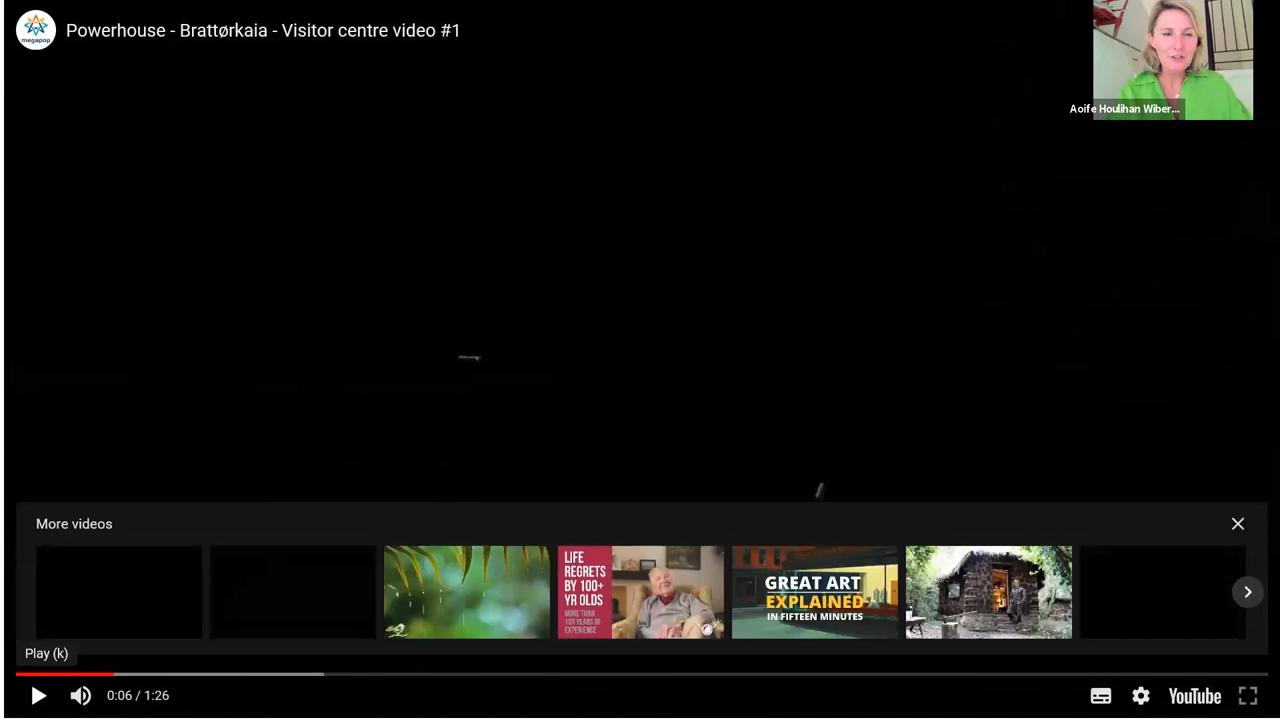 megapop
Powerhouse - Brattørkaia - Visitor centre video #1
Aoife Houlihan Wiber...
More videos
LIFE
REGRETS
BY 100+
YR OLDS
MORE THAN
100 YEARS OF
EXPERIENCE
GREAT ART
EXPLAINED
IN FIFTEEN MINUTES
Play (k)
0:06 / 1:26
YouTube